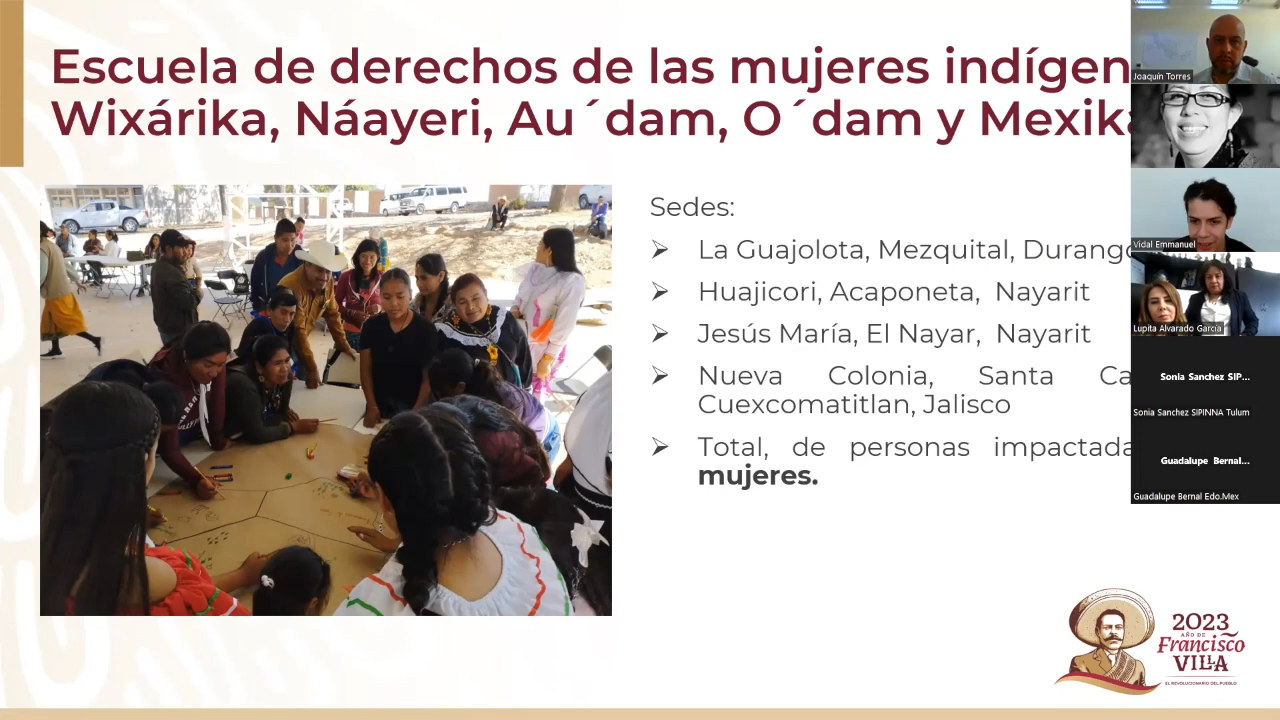 Escuela de derechos de las mujeres indígen
Wixárika, Náayeri, Au´dam, O´dam y Mexik
Sedes:
➢ La Guajolota, Mezquital, Durango
➢ Huajicori, Acaponeta, Nayarit
➢ Jesús María, El Nayar, Nayarit
➢ Nueva Colonia, Santa Ca
Cuexcomatitlan, Jalisco
➢ Total, de personas impactada
mujeres.
Joaquín Torres
Vidal Emmanuel
Lupita Alvarado García
Sonia Sanchez SIP...
Sonia Sanchez SIPINNA Tulum
Guadalupe Bernal...
Guadalupe Bernal Edo.Mex
2023
AÑO DE
Francisco
VILLA
EL REVOLUCIONARIO DEL PUEBLO